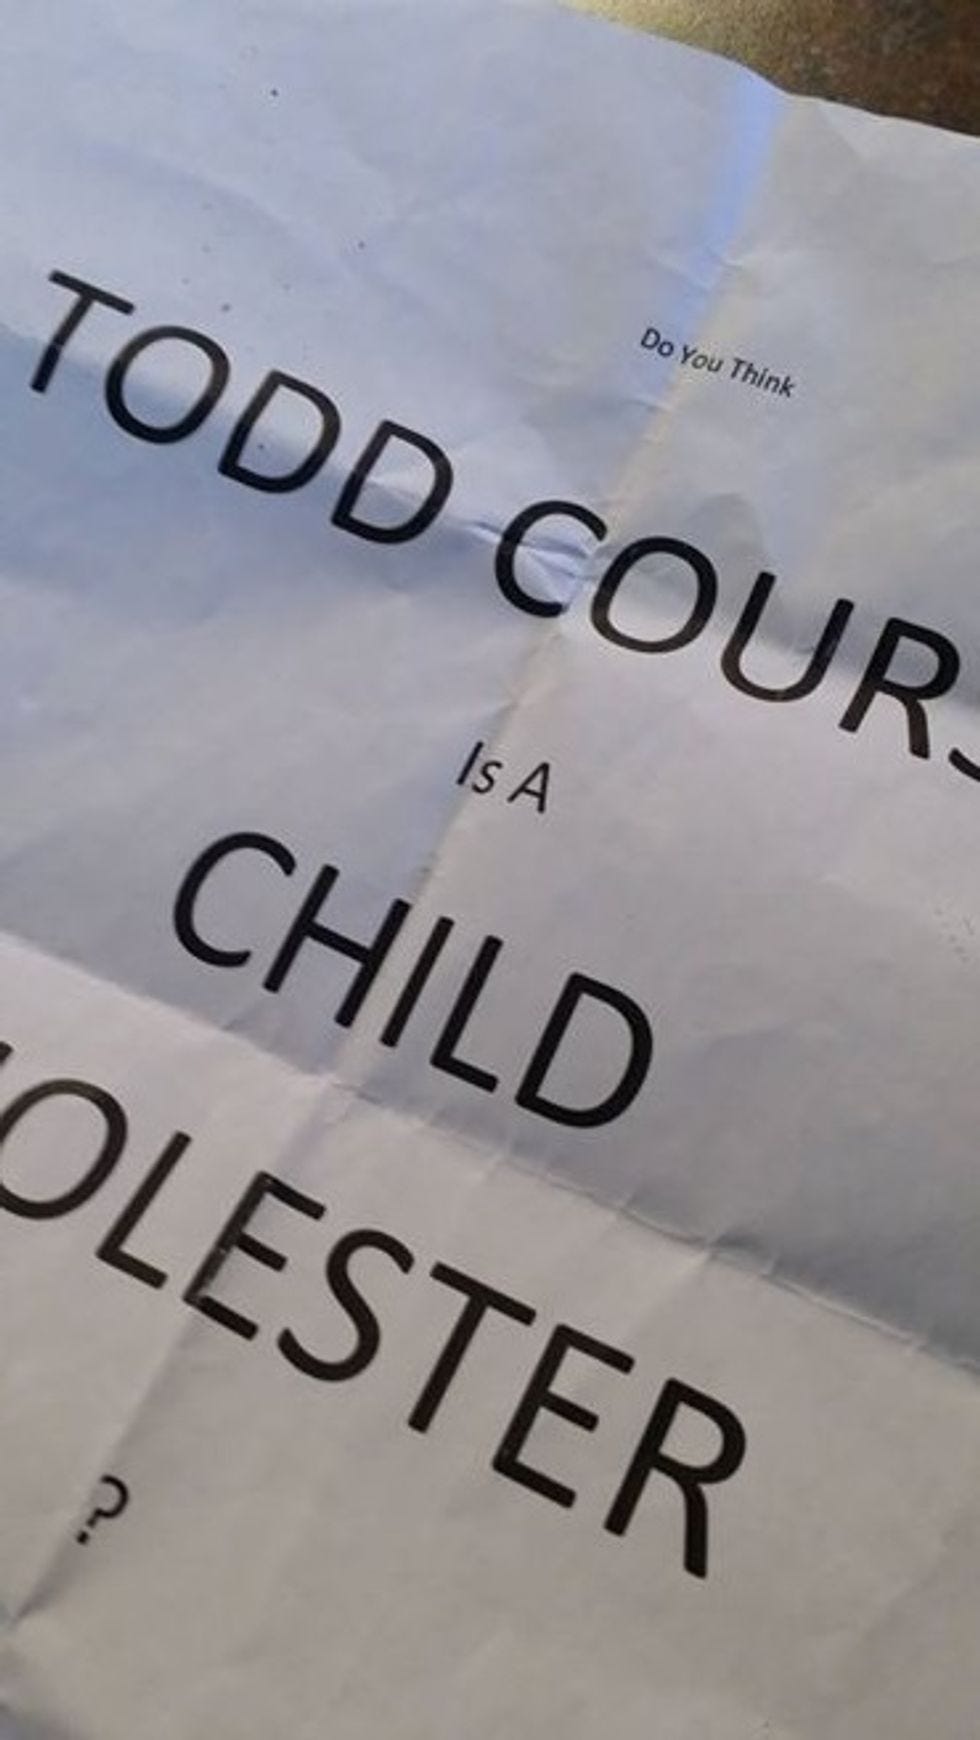 Do You Think
TODD COURS
Is A
CHILD
OLESTER
?